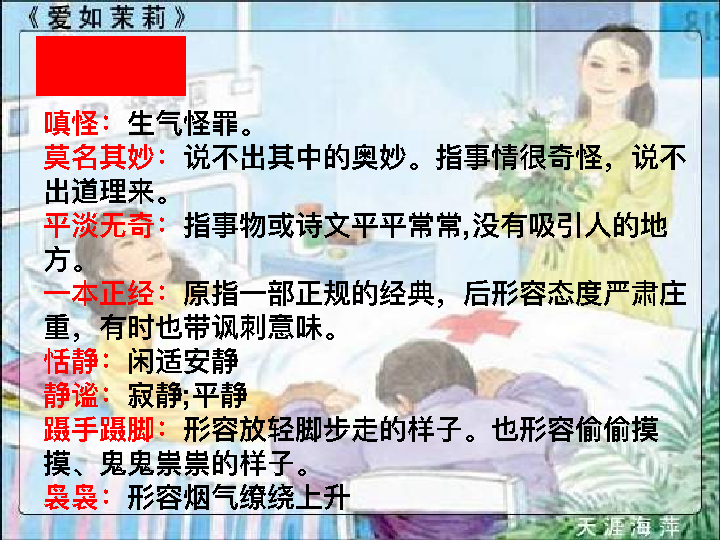 《爱如茉莉》
嗔怪：生气怪罪。
莫名其妙：说不出其中的奥妙。指事情很奇怪，说不
出道理来。
平淡无奇：指事物或诗文平平常常,没有吸引人的地
方。
一本正经：原指一部正规的经典，后形容态度严肃庄
重，有时也带讽刺意味。
恬静：闲适安静
静谧：寂静;平静
蹑手蹑脚：形容放轻脚步走的样子。也形容偷偷摸
摸、鬼鬼祟祟的样子。
袅袅：形容烟气缭绕上升
天涯海萍